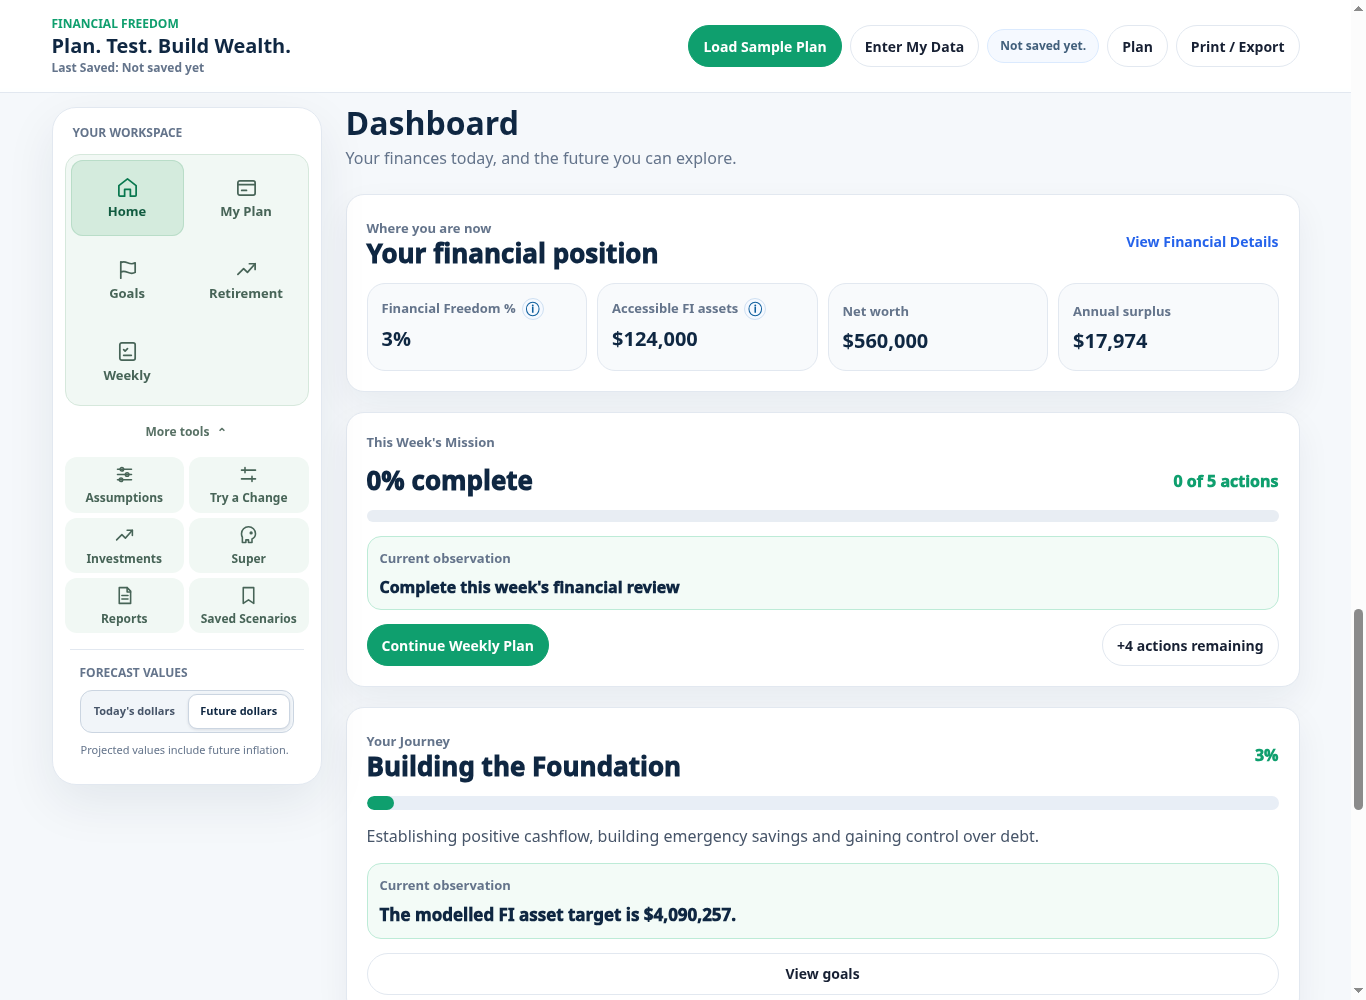 FINANCIAL FREEDOM
Plan. Test. Build Wealth.
Last Saved: Not saved yet
Load Sample Plan
Enter My Data
Not saved yet.
Plan
Print / Export
YOUR WORKSPACE
Home
My Plan
Goals
Retirement
Weekly
More tools
Assumptions
Try a Change
Investments
Super
Reports
Saved Scenarios
FORECAST VALUES
Today's dollars
Future dollars
Projected values include future inflation.
Dashboard
Your finances today, and the future you can explore.
Where you are now
Your financial position
View Financial Details
Financial Freedom %
3%
Accessible FI assets
$124,000
Net worth
$560,000
Annual surplus
$17,974
This Week's Mission
0% complete
0 of 5 actions
Current observation
Complete this week's financial review
Continue Weekly Plan
+4 actions remaining
Your Journey
Building the Foundation
3%
Establishing positive cashflow, building emergency savings and gaining control over debt.
Current observation
The modelled FI asset target is $4,090,257.
View goals